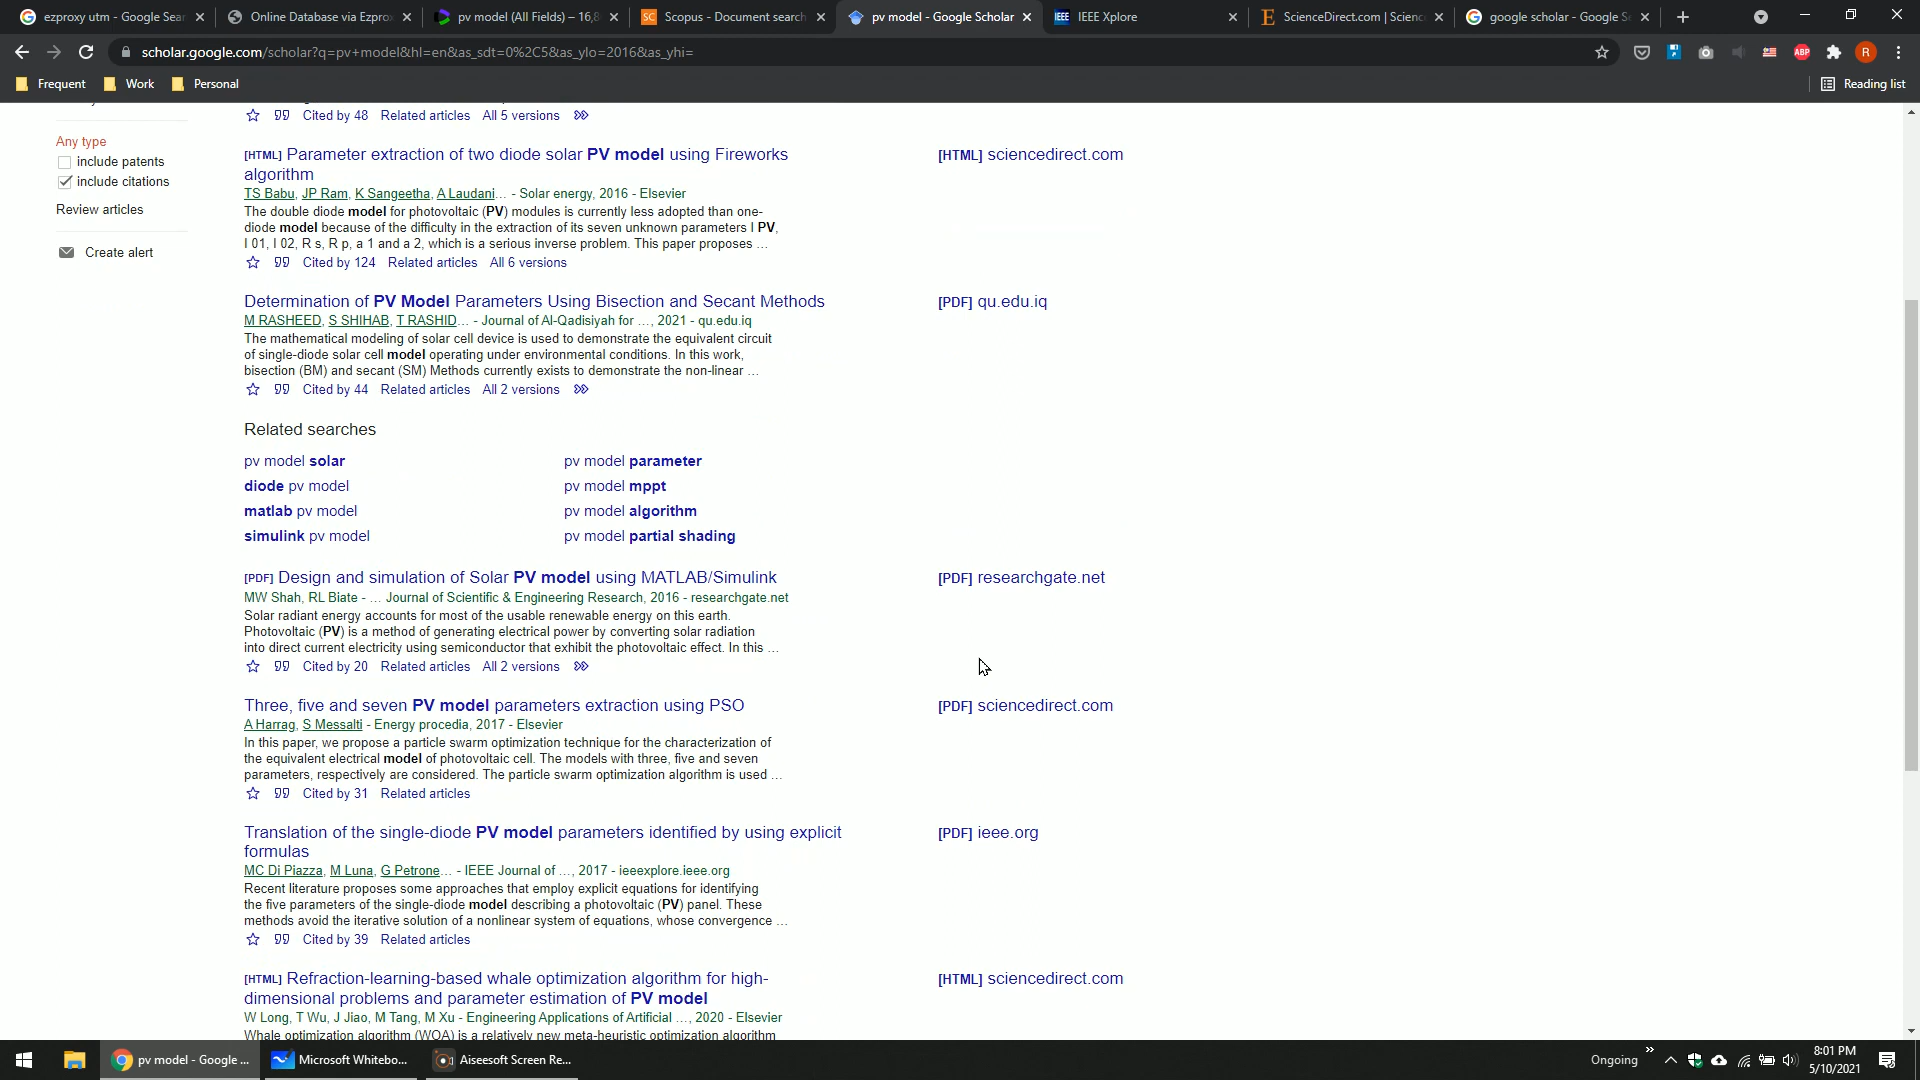 ezproxy utm - Google Sear
Online Database via Ezprox
pv model (All Fields) – 16,8
Scopus - Document search
pv model - Google Scholar
IEEE Xplore
ScienceDirect.com | Scienc
google scholar - Google S
scholar.google.com/scholar?q=pv+model&hl=en&as_sdt=0%2C5&as_ylo=2016&as_yhi=
Frequent
Work
Personal
Reading list
Any type
include patents
include citations
Review articles
Create alert
Cited by 48 Related articles All 5 versions
[HTML] Parameter extraction of two diode solar PV model using Fireworks
algorithm
TS Babu, JP Ram, K Sangeetha, A Laudani… - Solar energy, 2016 - Elsevier
The double diode model for photovoltaic (PV) modules is currently less adopted than one-
diode model because of the difficulty in the extraction of its seven unknown parameters I PV,
I 01, I 02, R s, R p, a 1 and a 2, which is a serious inverse problem. This paper proposes …
Cited by 124 Related articles All 6 versions
[HTML] sciencedirect.com
Determination of PV Model Parameters Using Bisection and Secant Methods
M RASHEED, S SHIHAB, T RASHID… - Journal of Al-Qadisiyah for …, 2021 - qu.edu.iq
The mathematical modeling of solar cell device is used to demonstrate the equivalent circuit
of single-diode solar cell model operating under environmental conditions. In this work,
bisection (BM) and secant (SM) Methods currently exists to demonstrate the non-linear …
Cited by 44 Related articles All 2 versions
[PDF] qu.edu.iq
Related searches
pv model solar
diode pv model
matlab pv model
simulink pv model
pv model parameter
pv model mppt
pv model algorithm
pv model partial shading
[PDF] Design and simulation of Solar PV model using MATLAB/Simulink
MW Shah, RL Biate - … Journal of Scientific & Engineering Research, 2016 - researchgate.net
Solar radiant energy accounts for most of the usable renewable energy on this earth.
Photovoltaic (PV) is a method of generating electrical power by converting solar radiation
into direct current electricity using semiconductor that exhibit the photovoltaic effect. In this …
Cited by 20 Related articles All 2 versions
[PDF] researchgate.net
Three, five and seven PV model parameters extraction using PSO
A Harrag, S Messalti - Energy procedia, 2017 - Elsevier
In this paper, we propose a particle swarm optimization technique for the characterization of
the equivalent electrical model of photovoltaic cell. The models with three, five and seven
parameters, respectively are considered. The particle swarm optimization algorithm is used …
Cited by 31 Related articles
[PDF] sciencedirect.com
Translation of the single-diode PV model parameters identified by using explicit
formulas
MC Di Piazza, M Luna, G Petrone… - IEEE Journal of …, 2017 - ieeexplore.ieee.org
Recent literature proposes some approaches that employ explicit equations for identifying
the five parameters of the single-diode model describing a photovoltaic (PV) panel. These
methods avoid the iterative solution of a nonlinear system of equations, whose convergence …
Cited by 39 Related articles
[PDF] ieee.org
[HTML] Refraction-learning-based whale optimization algorithm for high-
dimensional problems and parameter estimation of PV model
W Long, T Wu, J Jiao, M Tang, M Xu - Engineering Applications of Artificial …, 2020 - Elsevier
Whale optimization algorithm (WOA) is a relatively new meta-heuristic optimization algorithm
[HTML] sciencedirect.com
pv model - Google ...
Microsoft Whitebo...
Aiseesoft Screen Re...
Ongoing
8:01 PM
5/10/2021